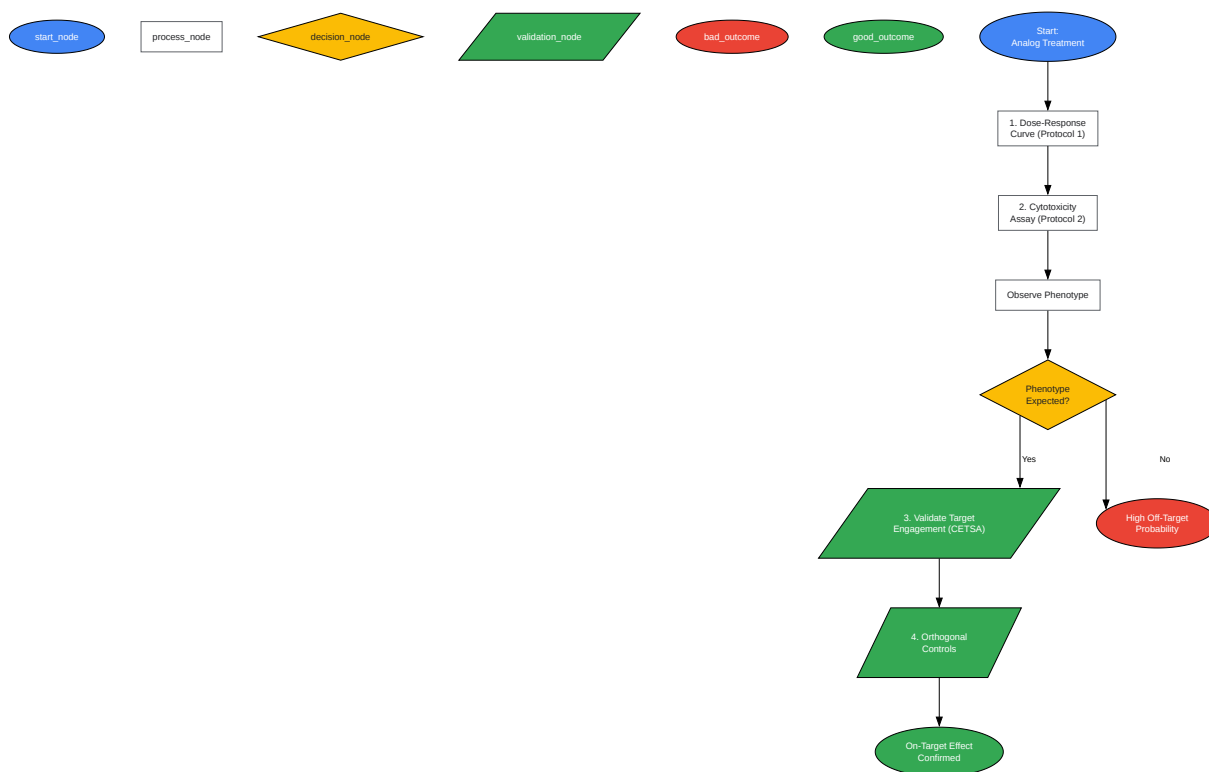 start_node
process_node
decision_node
validation_node
bad_outcome
good_outcome
Start:
Analog Treatment
1. Dose-Response
Curve (Protocol 1)
2. Cytotoxicity
Assay (Protocol 2)
Observe Phenotype
Phenotype
Expected?
Yes
No
3. Validate Target
Engagement (CETSA)
High Off-Target
Probability
4. Orthogonal
Controls
On-Target Effect
Confirmed